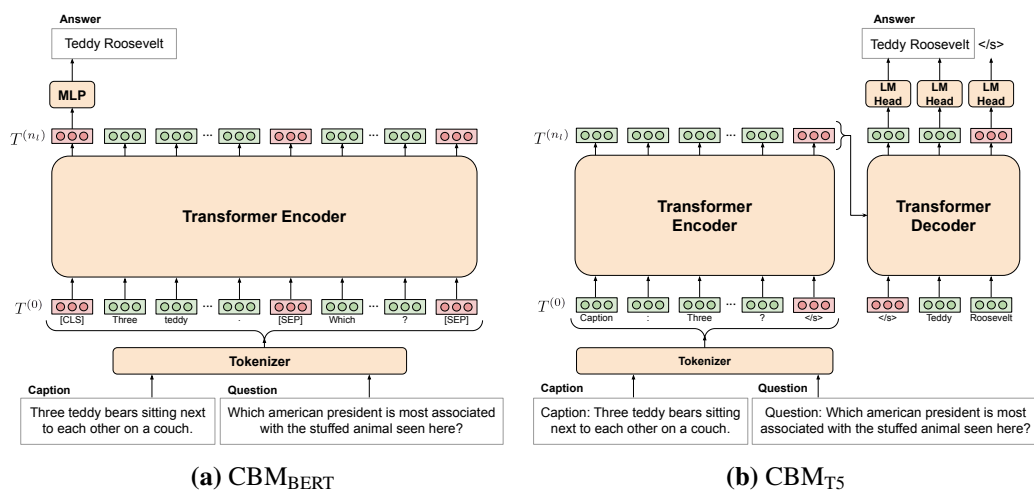 Answer
Teddy Roosevelt
MLP
T^{(n_l)}
... ...
Transformer Encoder
T^{(0)}
... ...
[CLS] Three teddy . [SEP] Which ? [SEP]
Tokenizer
Caption Question
Three teddy bears sitting next
to each other on a couch.
Which american president is most associated
with the stuffed animal seen here?
(a) CBM_{BERT}
Answer
Teddy Roosevelt </s>
LM
Head
LM
Head
LM
Head
T^{(n_l)}
...
Transformer
Encoder
Transformer
Decoder
T^{(0)}
...
Caption : Three ? </s>
</s> Teddy Roosevelt
Tokenizer
Caption Question
Caption: Three teddy bears sitting
next to each other on a couch.
Question: Which american president is most
associated with the stuffed animal seen here?
(b) CBM_{T5}